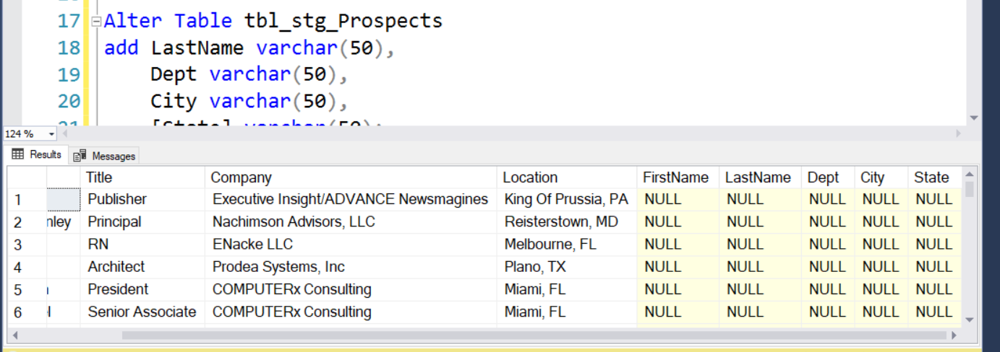 17 Alter Table tbl_stg_Prospects
18 add LastName varchar(50),
19 Dept varchar(50),
20 City varchar(50),
21 [State] varchar(50);
124 %
Results Messages
Title Company Location FirstName LastName Dept City State
1 Publisher Executive Insight/ADVANCE Newsmagines King Of Prussia, PA NULL NULL NULL NULL NULL
2 nley Principal Nachimson Advisors, LLC Reisterstown, MD NULL NULL NULL NULL NULL
3 RN ENacke LLC Melbourne, FL NULL NULL NULL NULL NULL
4 Architect Prodea Systems, Inc Plano, TX NULL NULL NULL NULL NULL
5 President COMPUTERx Consulting Miami, FL NULL NULL NULL NULL NULL
6 Senior Associate COMPUTERx Consulting Miami, FL NULL NULL NULL NULL NULL